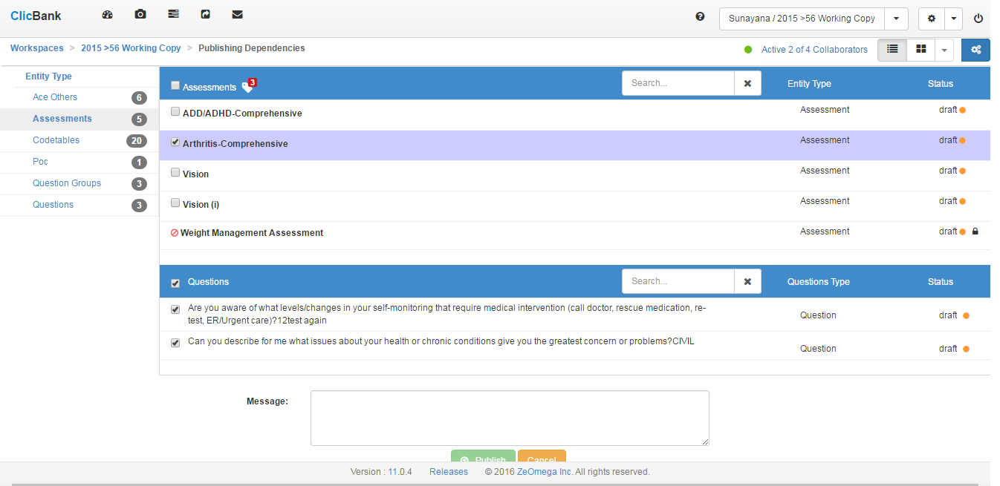 ClicBank
Sunayana / 2015 >56 Working Copy
Workspaces > 2015 >56 Working Copy > Publishing Dependencies
Active 2 of 4 Collaborators
Entity Type
Ace Others 6
Assessments 5
Codetables 20
Poc 1
Question Groups 3
Questions 3
Assessments 3 Search... Entity Type Status
ADD/ADHD-Comprehensive Assessment draft
Arthritis-Comprehensive Assessment draft
Vision Assessment draft
Vision (i) Assessment draft
Weight Management Assessment Assessment draft
Questions Search... Questions Type Status
Are you aware of what levels/changes in your self-monitoring that require medical intervention (call doctor, rescue medication, re-
test, ER/Urgent care)?12test again Question draft
Can you describe for me what issues about your health or chronic conditions give you the greatest concern or problems?CIVIL Question draft
Message:
Publish Cancel
Version : 11.0.4 Releases © 2016 ZeOmega Inc. All rights reserved.